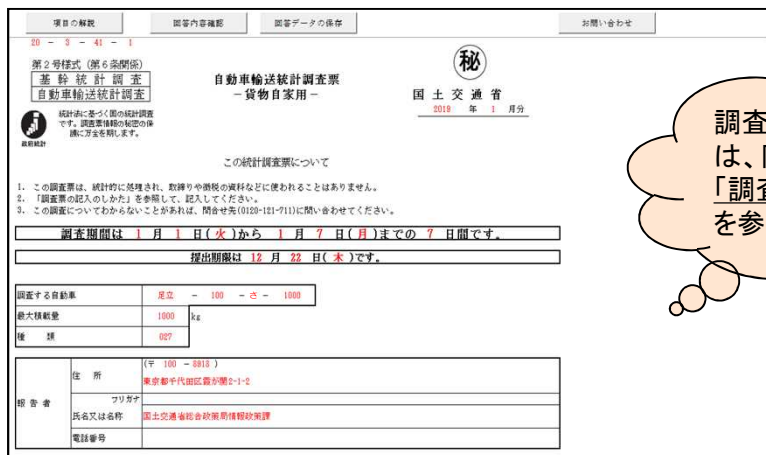 項目の解説 回答内容確認 回答データの保存 お問い合わせ
20 - 3 - 41 - 1
第2号様式（第6条関係）
基幹統計調査
自動車輸送統計調査
自動車輸送統計調査票
－貨物自家用－
秘
国土交通省
2019 年 1 月分
政府統計
統計法に基づく国の統計調査
です。調査票情報の秘密の保
護に万全を期します。
この統計調査票について
1. この調査票は、統計的に処理され、取締りや徴税の資料などに使われることはありません。
2. 「調査票の記入のしかた」を参照して、記入してください。
3. この調査についてわからないことがあれば、問合せ先(0120-121-711)に問い合わせてください。
調査期間は 1 月 1 日(火)から 1 月 7 日(月)までの 7 日間です。
提出期限は 12 月 22 日(木)です。
調査する自動車 足立 - 100 - さ - 1000
最大積載量 1000 kg
種 類 027
報告者
住 所 (〒 100 - 8918 )
東京都千代田区霞が関2-1-2
フリガナ
氏名又は名称 国土交通省総合政策局情報政策課
電話番号
調査
は、
「調査
を参